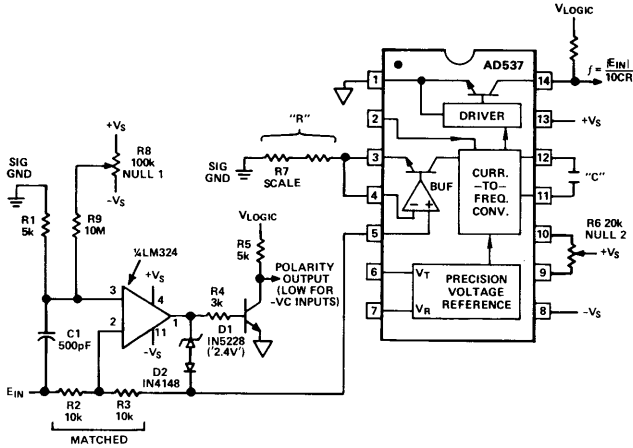 VLOGIC
AD537
1
14
f = |EIN| / 10CR
DRIVER
2
13
+VS
"R"
SIG
GND
R7
SCALE
3
BUF
CURR.
–TO–
FREQ.
CONV.
12
"C"
11
4
– +
+VS
R8
100k
NULL 1
–VS
SIG
GND
R1
5k
R9
10M
5
10
R6 20k
NULL 2
+VS
9
VLOGIC
R5
5k
POLARITY
OUTPUT
(LOW FOR
-VC INPUTS)
6
VT
PRECISION
VOLTAGE
REFERENCE
7
VR
8
–VS
¼LM324
+VS
3
4
2
1
11
–VS
R4
3k
D1
IN5228
('2.4V')
D2
IN4148
C1
500pF
EIN
R2
10k
R3
10k
MATCHED